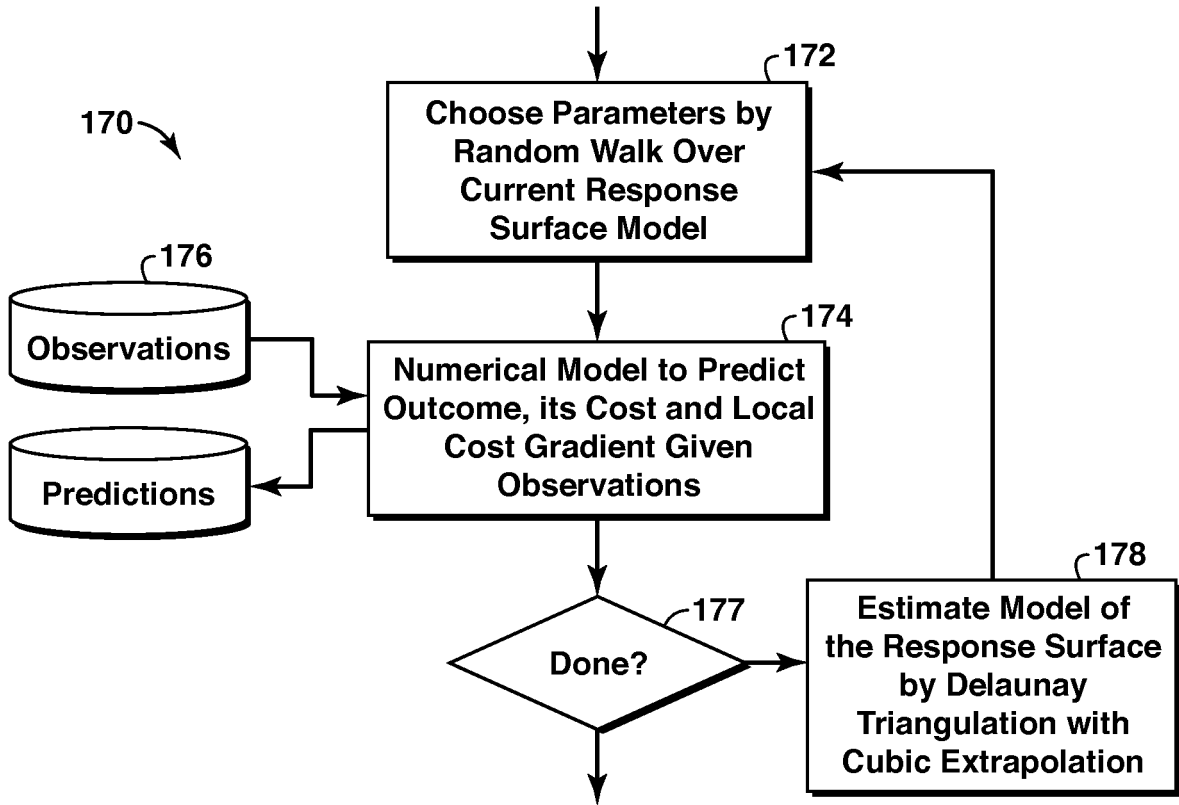 172
Choose Parameters by
Random Walk Over
Current Response
Surface Model
170
176
Observations
174
Numerical Model to Predict
Outcome, its Cost and Local
Cost Gradient Given
Observations
Predictions
177
Done?
178
Estimate Model of
the Response Surface
by Delaunay
Triangulation with
Cubic Extrapolation